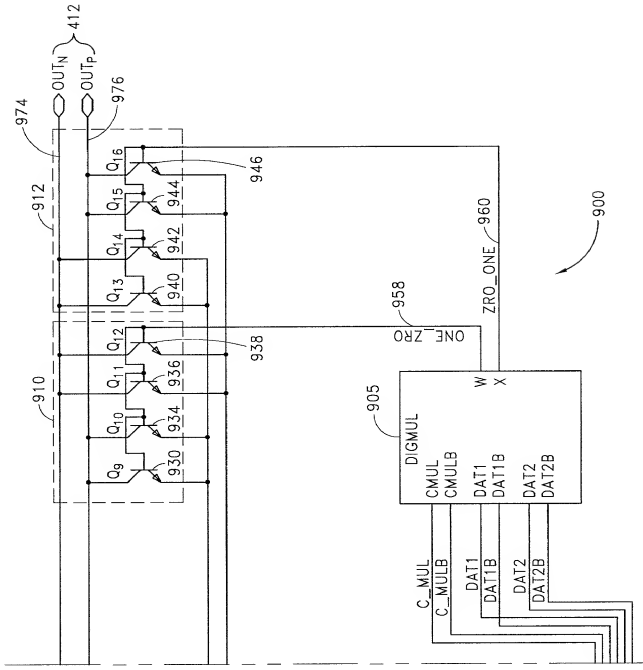 412
OUTN
OUTP
974
976
912
Q16
Q15
Q14
Q13
946
944
942
940
910
Q12
Q11
Q10
Q9
938
936
934
930
960
ZRO_ONE
958
ONE_ZRO
900
905
DIGMUL
W
X
CMUL
CMULB
DAT1
DAT1B
DAT2
DAT2B
C_MUL
C_MULB
DAT1
DAT1B
DAT2
DAT2B